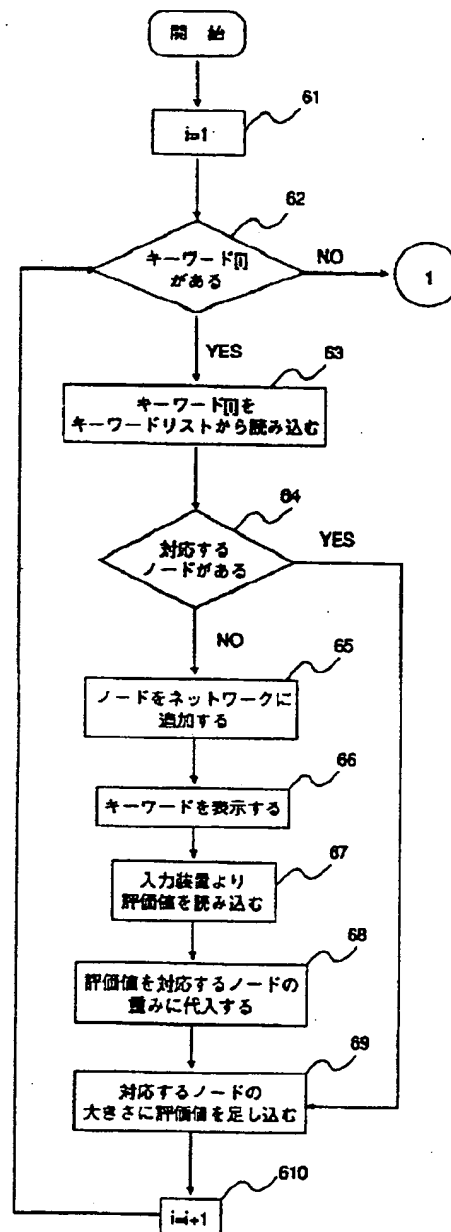 開始
61
i=1
62
キーワード[i]
がある
NO
1
YES
63
キーワード[i]を
キーワードリストから読み込む
64
対応する
ノードがある
YES
NO
65
ノードをネットワークに
追加する
66
キーワードを表示する
67
入力装置より
評価値を読み込む
68
評価値を対応するノードの
重みに代入する
69
対応するノードの
大きさに評価値を足し込む
610
i=i+1